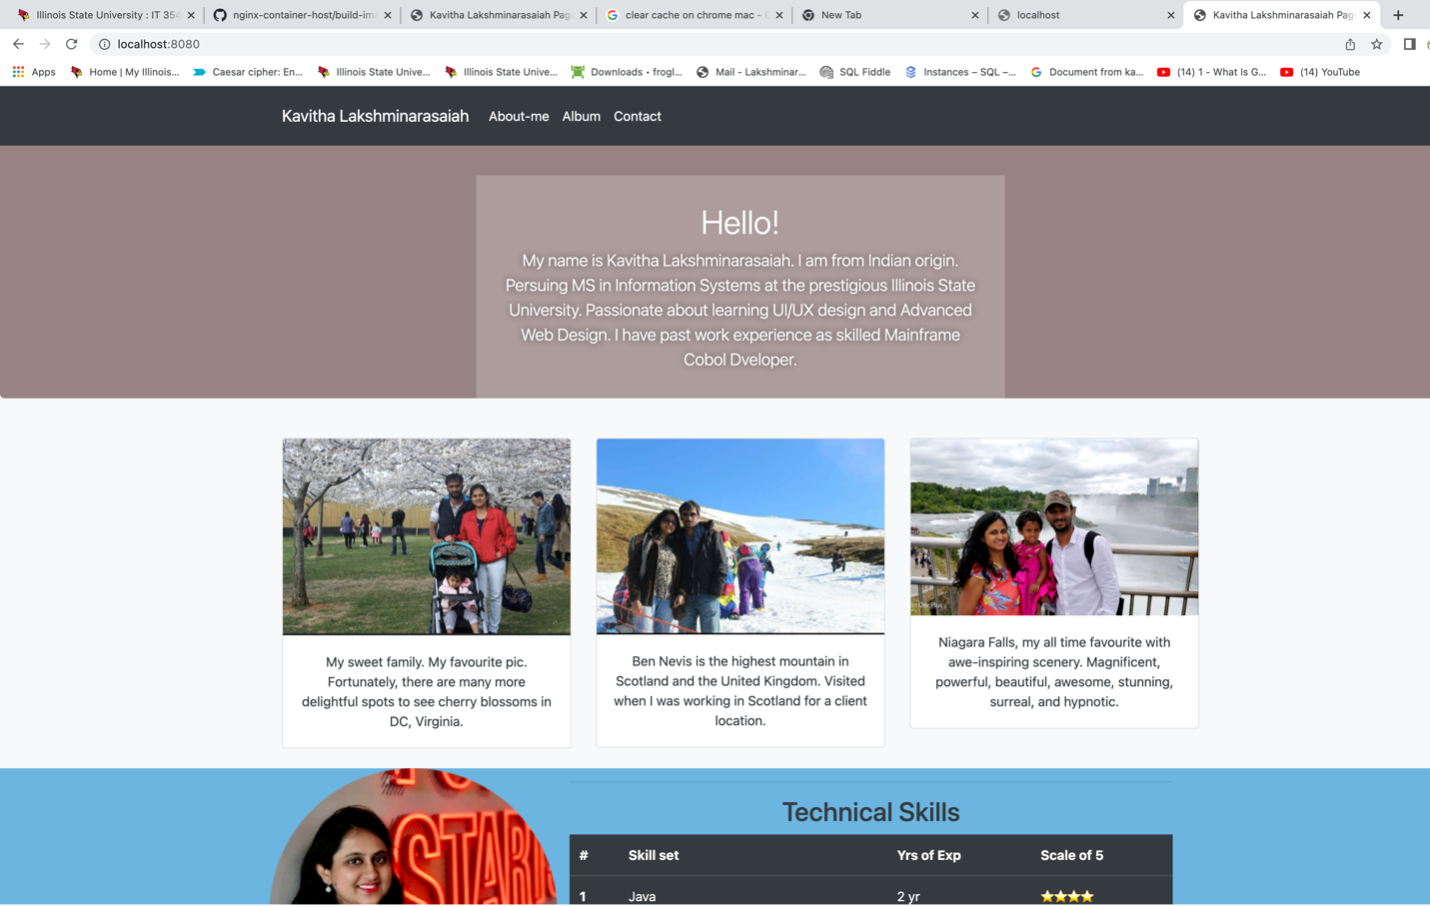 Illinois State University : IT 354
nginx-container-host/build-im
Kavitha Lakshminarasaiah Pag
clear cache on chrome mac - G
New Tab
localhost
Kavitha Lakshminarasaiah Pag
localhost:8080
Apps
Home | My Illinois...
Caesar cipher: En...
Illinois State Unive...
Illinois State Unive...
Downloads • frogl...
Mail - Lakshminar...
SQL Fiddle
Instances – SQL –...
Document from ka...
(14) 1 - What Is G...
(14) YouTube
Kavitha Lakshminarasaiah
About-me
Album
Contact
Hello!
My name is Kavitha Lakshminarasaiah. I am from Indian origin.
Persuing MS in Information Systems at the prestigious Illinois State
University. Passionate about learning UI/UX design and Advanced
Web Design. I have past work experience as skilled Mainframe
Cobol Dveloper.
My sweet family. My favourite pic.
Fortunately, there are many more
delightful spots to see cherry blossoms in
DC, Virginia.
Ben Nevis is the highest mountain in
Scotland and the United Kingdom. Visited
when I was working in Scotland for a client
location.
Niagara Falls, my all time favourite with
awe-inspiring scenery. Magnificent,
powerful, beautiful, awesome, stunning,
surreal, and hypnotic.
Technical Skills
# Skill set Yrs of Exp Scale of 5
1 Java 2 yr ★★★★